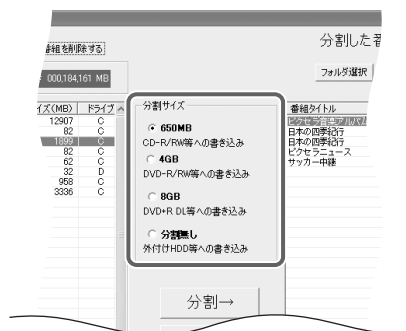 番組を削除する
分割した
000,184,161 MB
フォルダ選択
イズ(MB) ドライブ
12907 C
82 C
1899 C
82 C
62 C
32 D
958 C
3336 C
分割サイズ
650MB
CD-R/RW等への書き込み
4GB
DVD-R/RW等への書き込み
8GB
DVD+R DL等への書き込み
分割無し
外付けHDD等への書き込み
分割→
番組タイトル
日本の四季紀行
日本の四季紀行
ピクセラニュース
サッカー中継